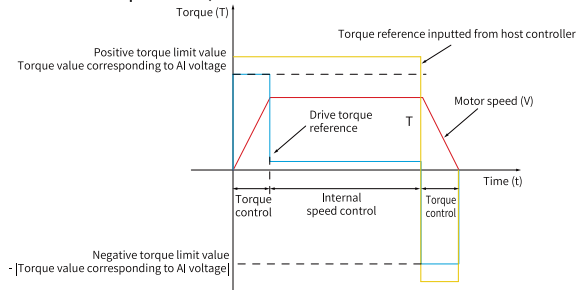 Torque (T)
Torque reference inputted from host controller
Positive torque limit value
Torque value corresponding to AI voltage
Drive torque
reference
T
Motor speed (V)
Time (t)
Torque
control
Internal
speed control
Torque
control
Negative torque limit value
- |Torque value corresponding to AI voltage|